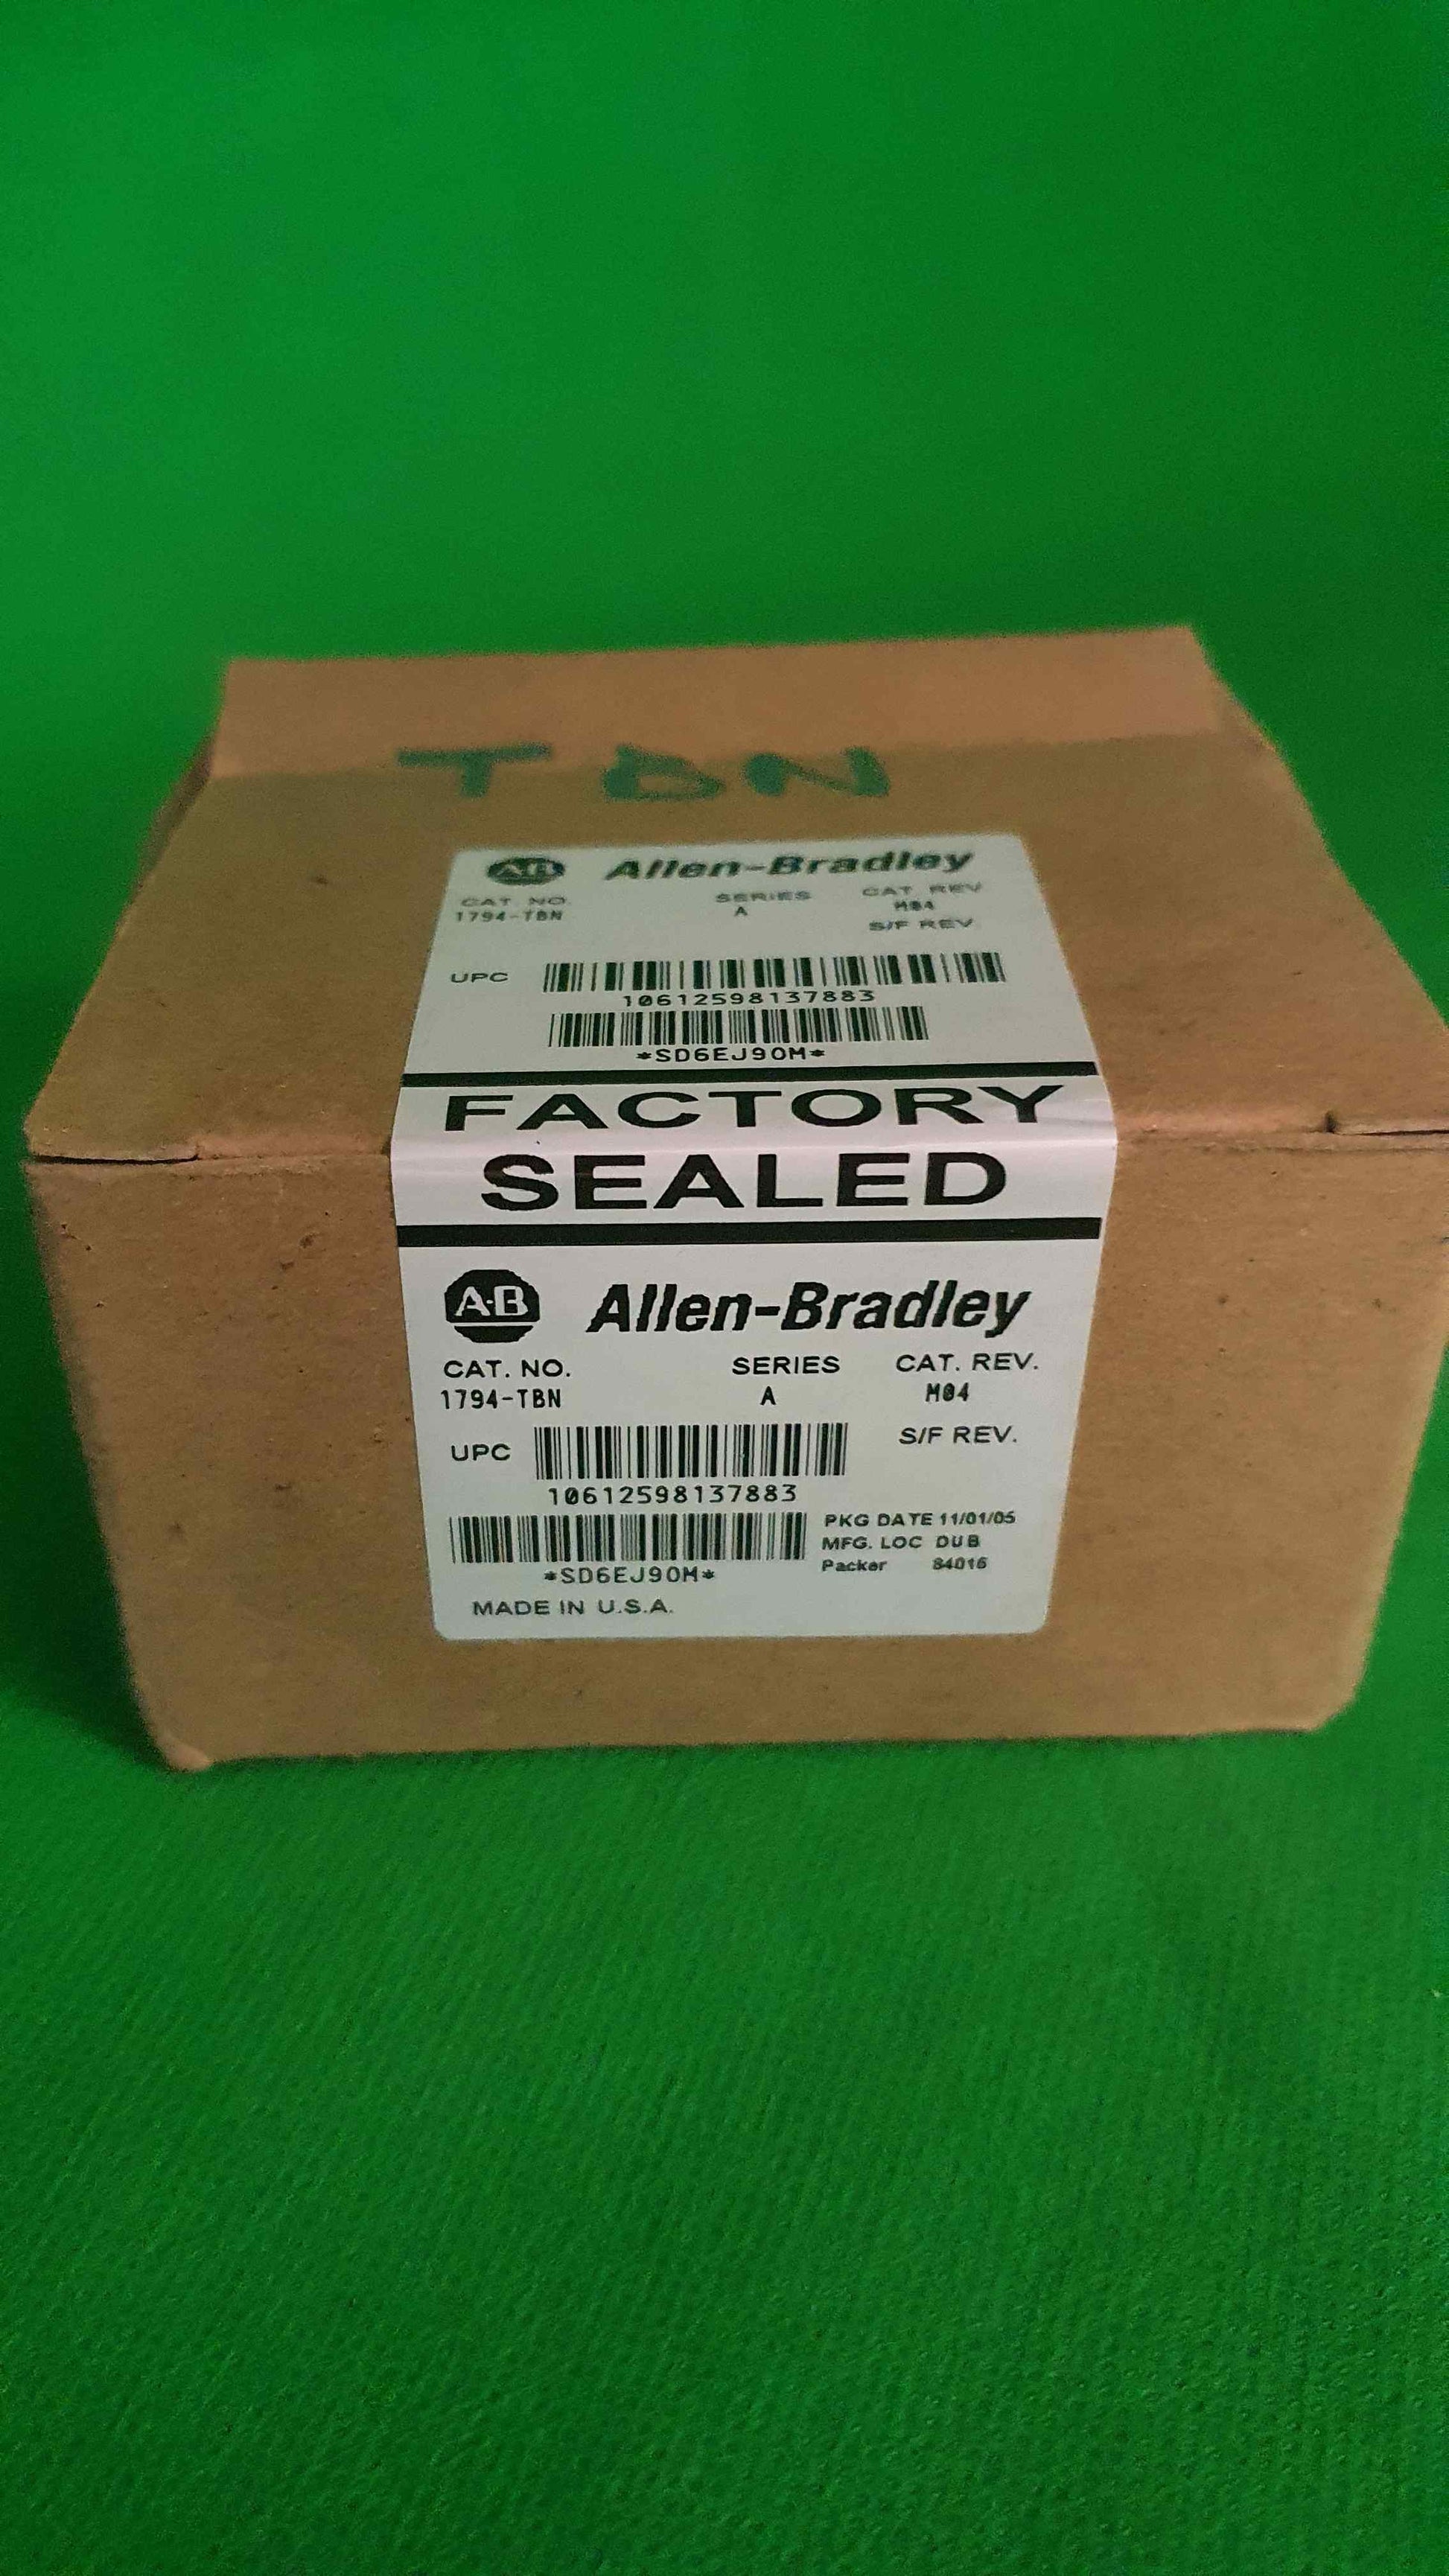 TBN
A·B Allen-Bradley
CAT. NO. SERIES CAT. REV
1794-TBN A M04
S/F REV
UPC
10612598137883
*SD6EJ90M*
FACTORY
SEALED
A·B Allen-Bradley
CAT. NO. SERIES CAT. REV.
1794-TBN A M04
UPC S/F REV.
10612598137883
PKG DATE 11/01/05
MFG. LOC DUB
Packer 84016
*SD6EJ90M*
MADE IN U.S.A.